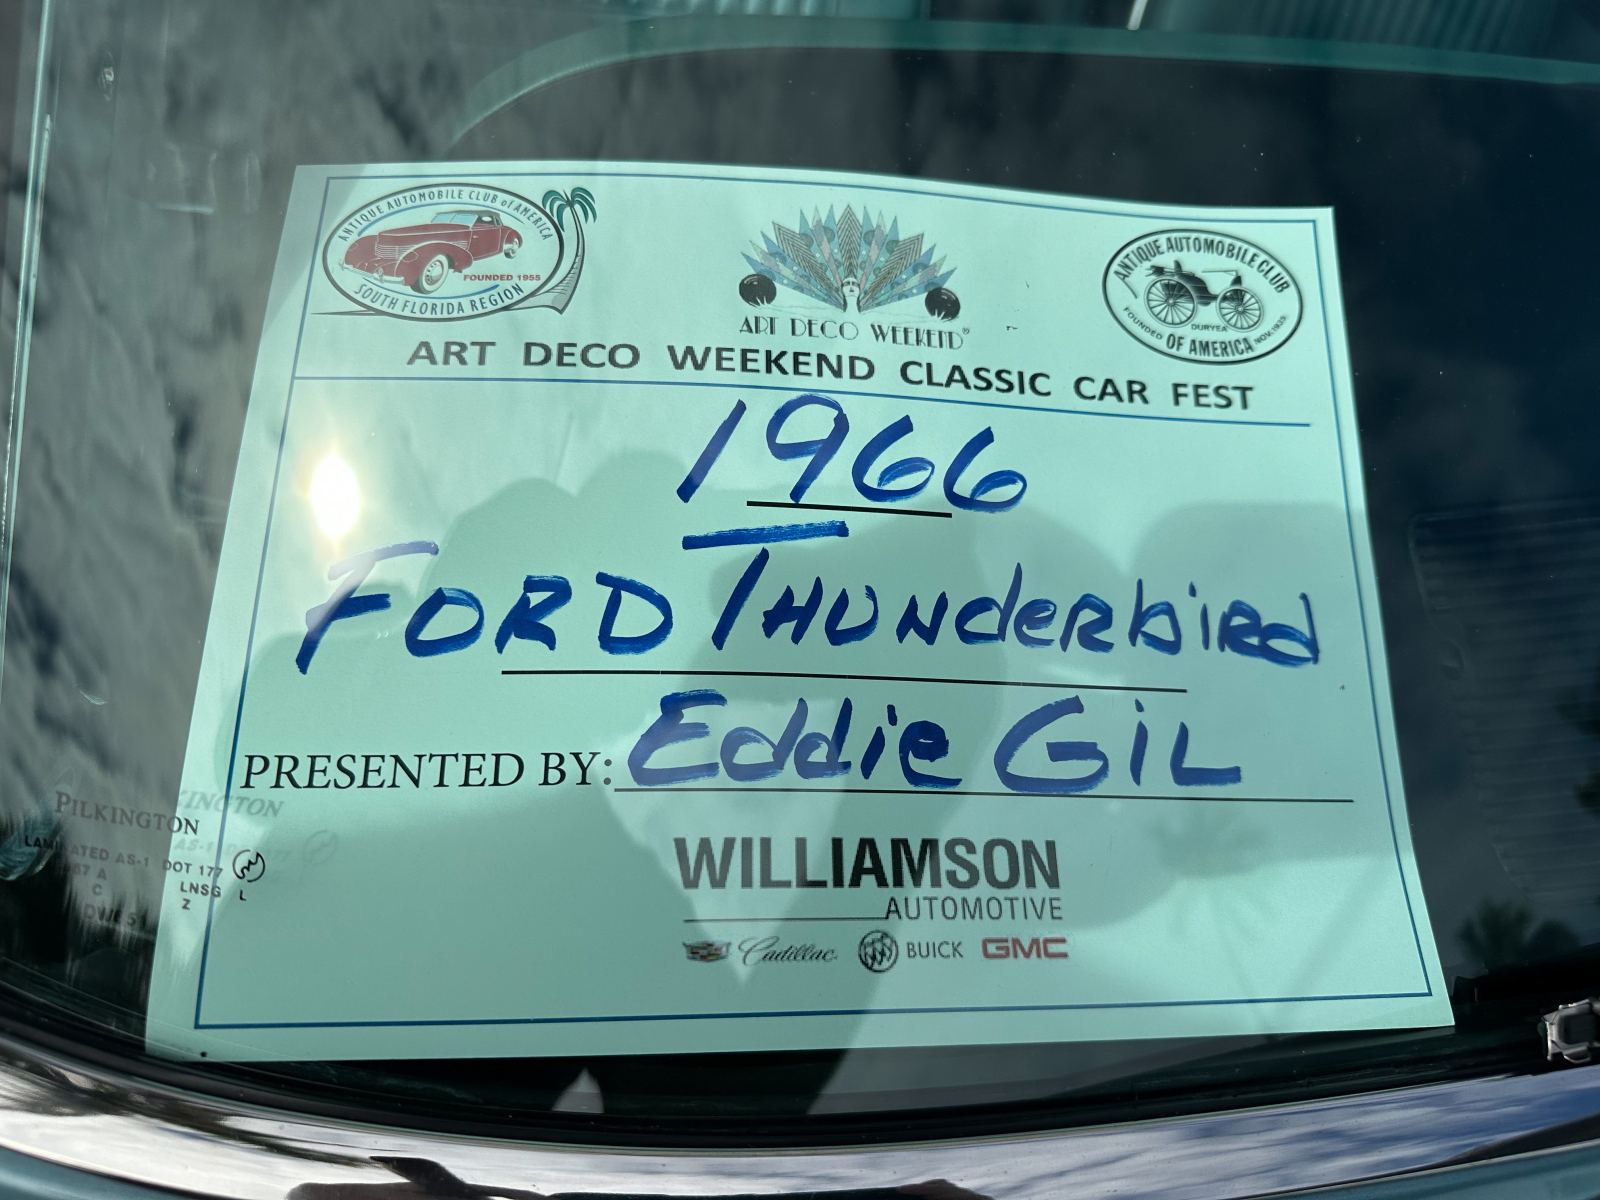 ANTIQUE AUTOMOBILE CLUB of AMERICA
FOUNDED 1955
SOUTH FLORIDA REGION
ART DECO WEEKEND®
ANTIQUE AUTOMOBILE CLUB
DURYEA
FOUNDED NOV. 1935
OF AMERICA
ART DECO WEEKEND CLASSIC CAR FEST
1966
FORD THUNderbiRd
PRESENTED BY: Eddie GiL
WILLIAMSON
AUTOMOTIVE
Cadillac BUICK GMC
PILKINGTON
LAMINATED AS-1 DOT 177
C LNSG L
Z